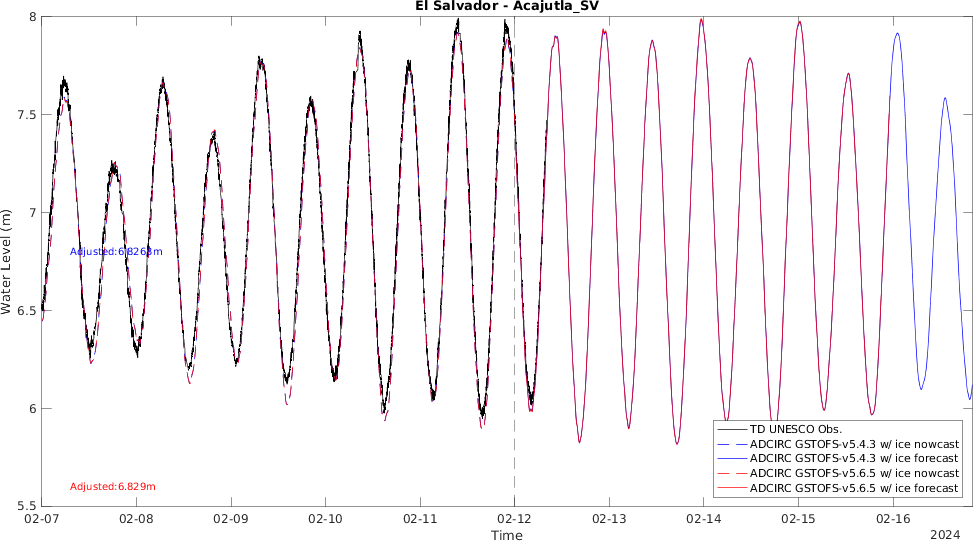 El Salvador - Acajutla_SV
8
7.5
7
6.5
6
5.5
Water Level (m)
Adjusted:6.8263m
Adjusted:6.829m
TD UNESCO Obs.
ADCIRC GSTOFS-v5.4.3 w/ ice nowcast
ADCIRC GSTOFS-v5.4.3 w/ ice forecast
ADCIRC GSTOFS-v5.6.5 w/ ice nowcast
ADCIRC GSTOFS-v5.6.5 w/ ice forecast
02-07 02-08 02-09 02-10 02-11 02-12 02-13 02-14 02-15 02-16
Time
2024